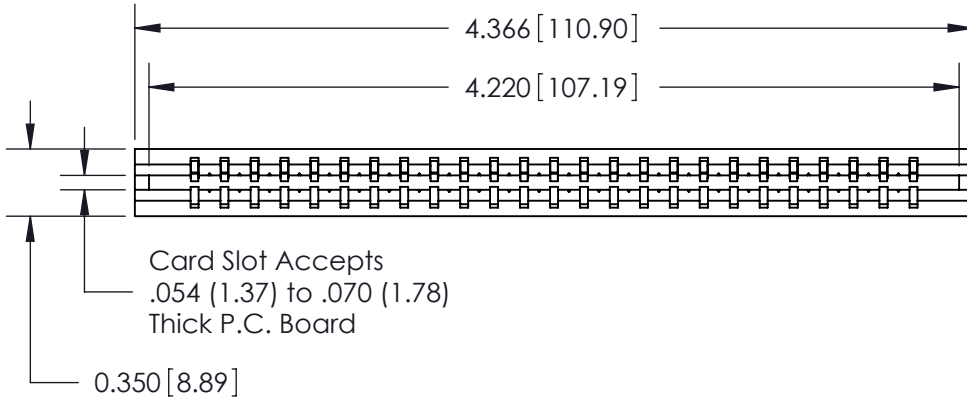 4.366[110.90]
4.220[107.19]
Card Slot Accepts
.054 (1.37) to .070 (1.78)
Thick P.C. Board
0.350[8.89]